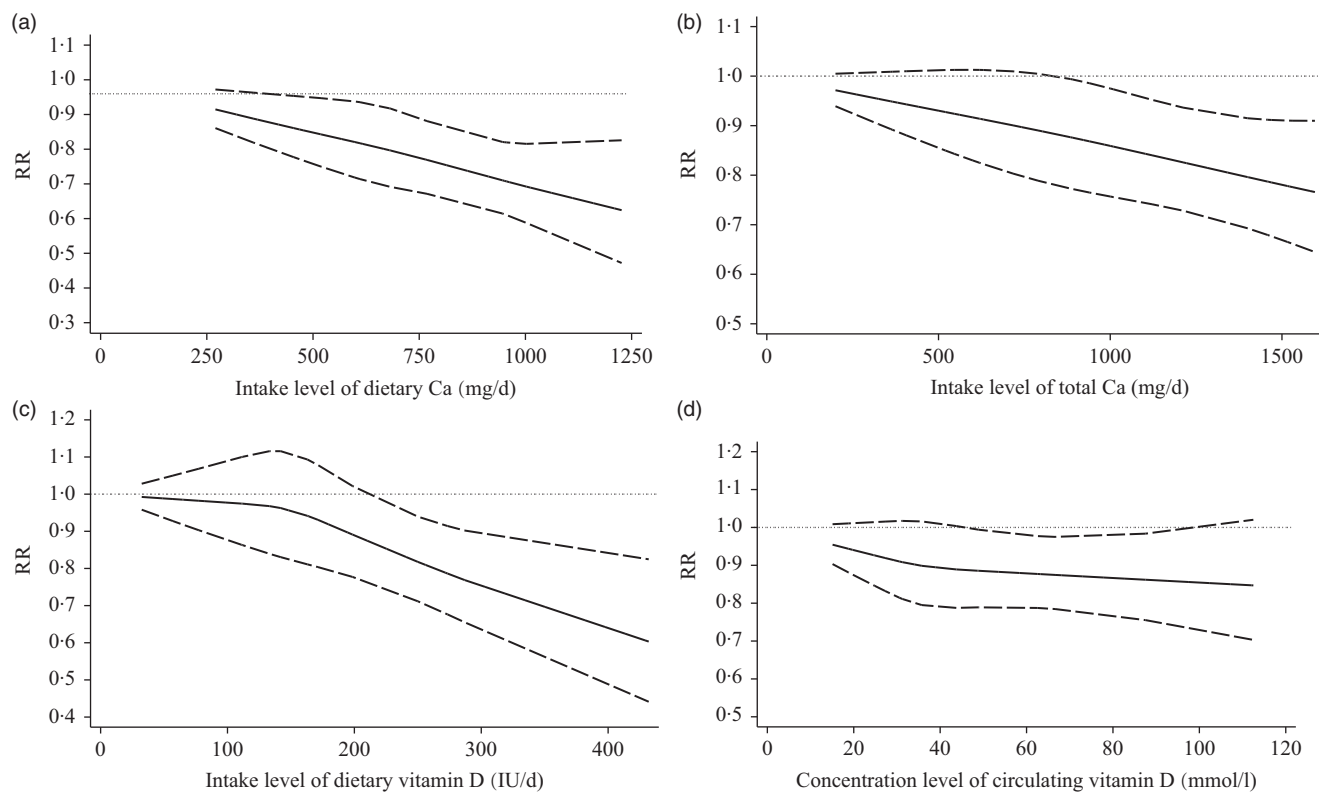 (a)
1·1
1·0
0·9
0·8
0·7
0·6
0·5
0·4
0·3
RR
0 250 500 750 1000 1250
Intake level of dietary Ca (mg/d)
(b)
1·1
1·0
0·9
0·8
0·7
0·6
0·5
RR
0 500 1000 1500
Intake level of total Ca (mg/d)
(c)
1·2
1·1
1·0
0·9
0·8
0·7
0·6
0·5
0·4
RR
0 100 200 300 400
Intake level of dietary vitamin D (IU/d)
(d)
1·2
1·1
1·0
0·9
0·8
0·7
0·6
0·5
RR
0 20 40 60 80 100 120
Concentration level of circulating vitamin D (mmol/l)